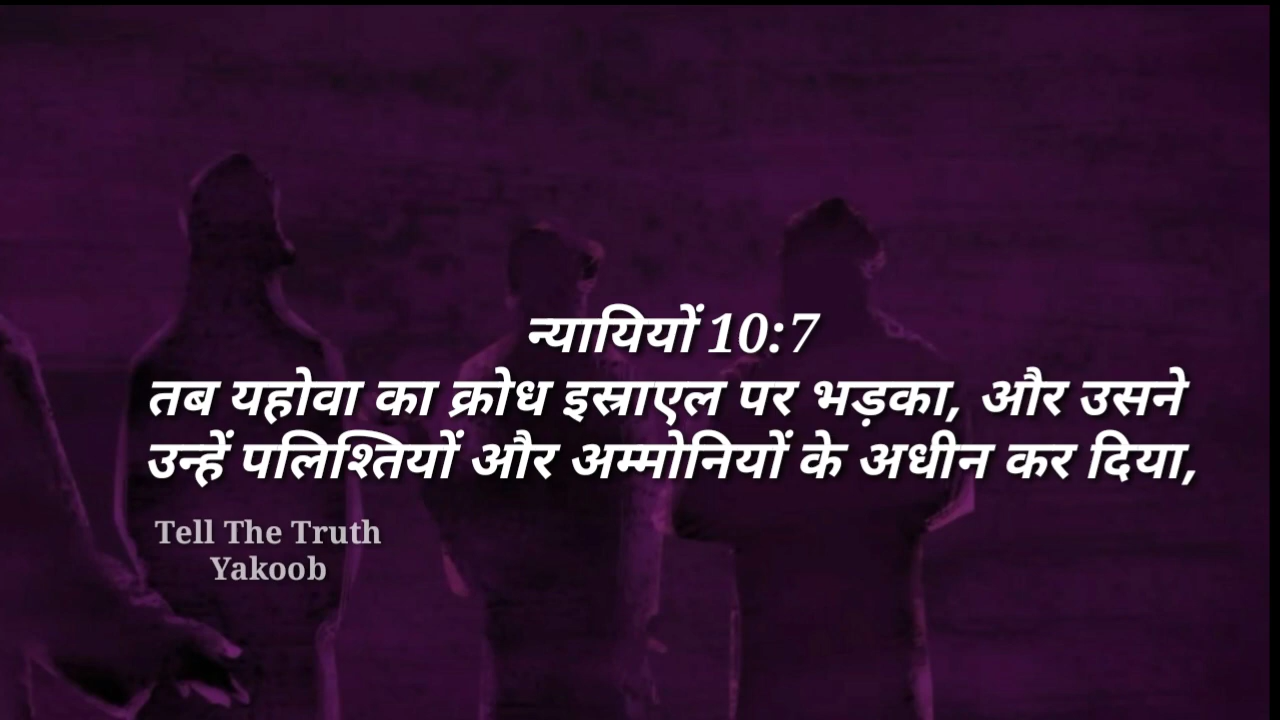 न्यायियों 10:7
तब यहोवा का क्रोध इस्राएल पर भड़का, और उसने
उन्हें पलिश्तियों और अम्मोनियों के अधीन कर दिया,
Tell The Truth
Yakoob